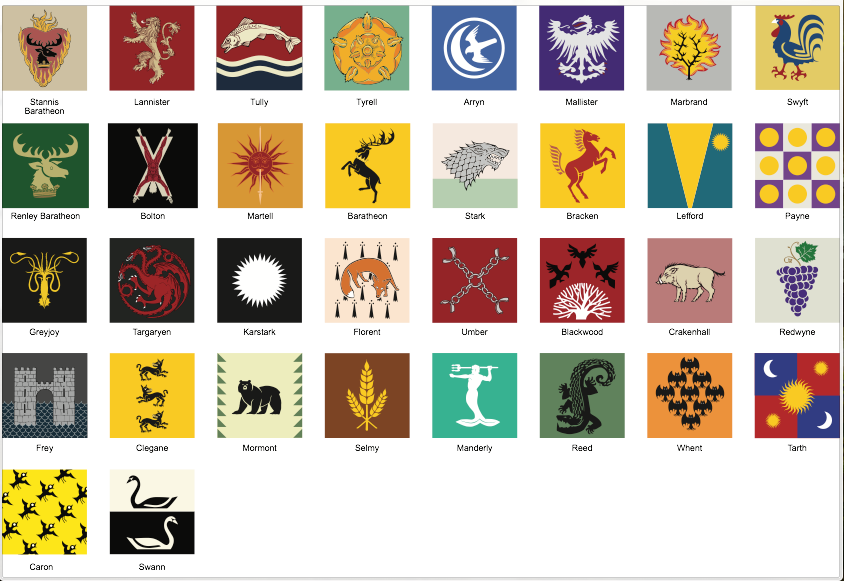 Stannis
Baratheon
Lannister
Tully
Tyrell
Arryn
Mallister
Marbrand
Swyft
Renley Baratheon
Bolton
Martell
Baratheon
Stark
Bracken
Lefford
Payne
Greyjoy
Targaryen
Karstark
Florent
Umber
Blackwood
Crakenhall
Redwyne
Frey
Clegane
Mormont
Selmy
Manderly
Reed
Whent
Tarth
Caron
Swann